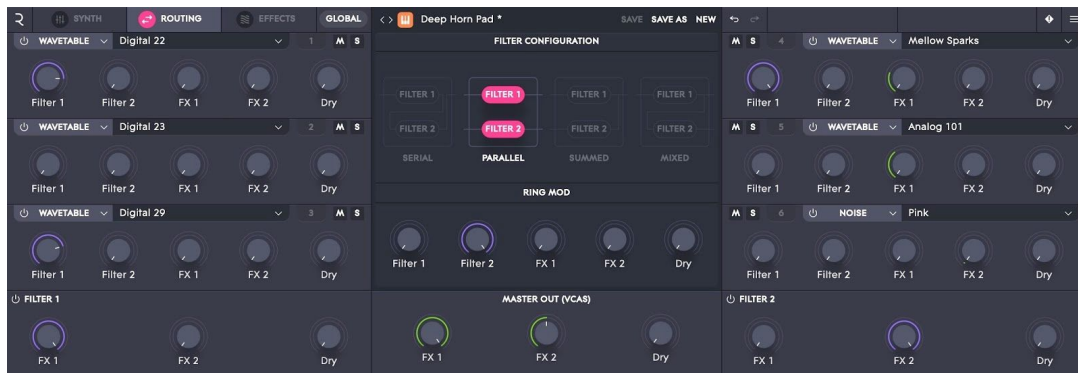 SYNTH ROUTING EFFECTS GLOBAL Deep Horn Pad * SAVE SAVE AS NEW
WAVETABLE Digital 22 1 M S
Filter 1 Filter 2 FX 1 FX 2 Dry
WAVETABLE Digital 23 2 M S
Filter 1 Filter 2 FX 1 FX 2 Dry
WAVETABLE Digital 29 3 M S
Filter 1 Filter 2 FX 1 FX 2 Dry
FILTER 1
FX 1 FX 2 Dry
FILTER CONFIGURATION
FILTER 1 FILTER 1 FILTER 1 FILTER 1
FILTER 2 FILTER 2 FILTER 2 FILTER 2
SERIAL PARALLEL SUMMED MIXED
RING MOD
Filter 1 Filter 2 FX 1 FX 2 Dry
MASTER OUT (VCAS)
FX 1 FX 2 Dry
M S 4 WAVETABLE Mellow Sparks
Filter 1 Filter 2 FX 1 FX 2 Dry
M S 5 WAVETABLE Analog 101
Filter 1 Filter 2 FX 1 FX 2 Dry
M S 6 NOISE Pink
Filter 1 Filter 2 FX 1 FX 2 Dry
FILTER 2
FX 1 FX 2 Dry